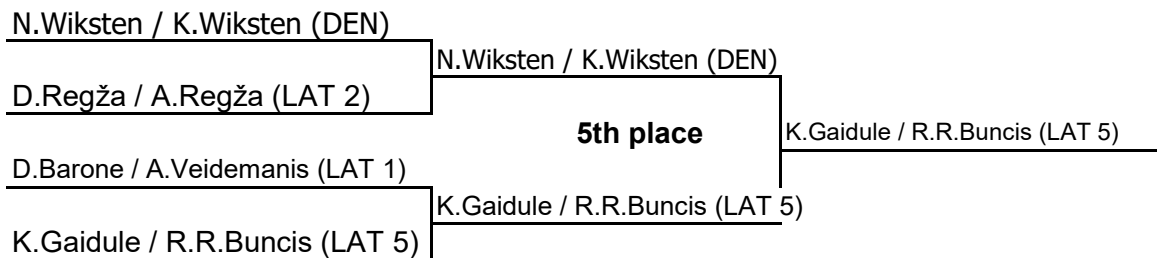 N.Wiksten / K.Wiksten (DEN)
N.Wiksten / K.Wiksten (DEN)
D.Regža / A.Regža (LAT 2)
5th place
K.Gaidule / R.R.Buncis (LAT 5)
D.Barone / A.Veidemanis (LAT 1)
K.Gaidule / R.R.Buncis (LAT 5)
K.Gaidule / R.R.Buncis (LAT 5)